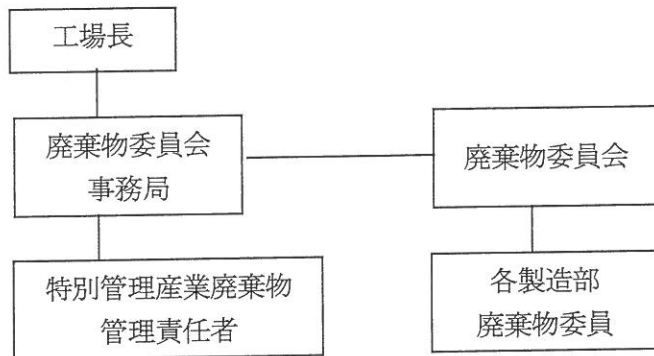 工場長
廃棄物委員会
事務局
廃棄物委員会
特別管理産業廃棄物
管理責任者
各製造部
廃棄物委員